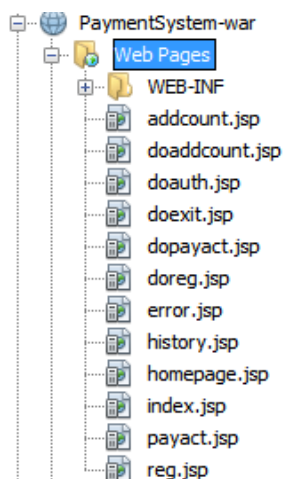 PaymentSystem-war
Web Pages
WEB-INF
addcount.jsp
doaddcount.jsp
doauth.jsp
doexit.jsp
dopayact.jsp
doreg.jsp
error.jsp
history.jsp
homepage.jsp
index.jsp
payact.jsp
reg.jsp